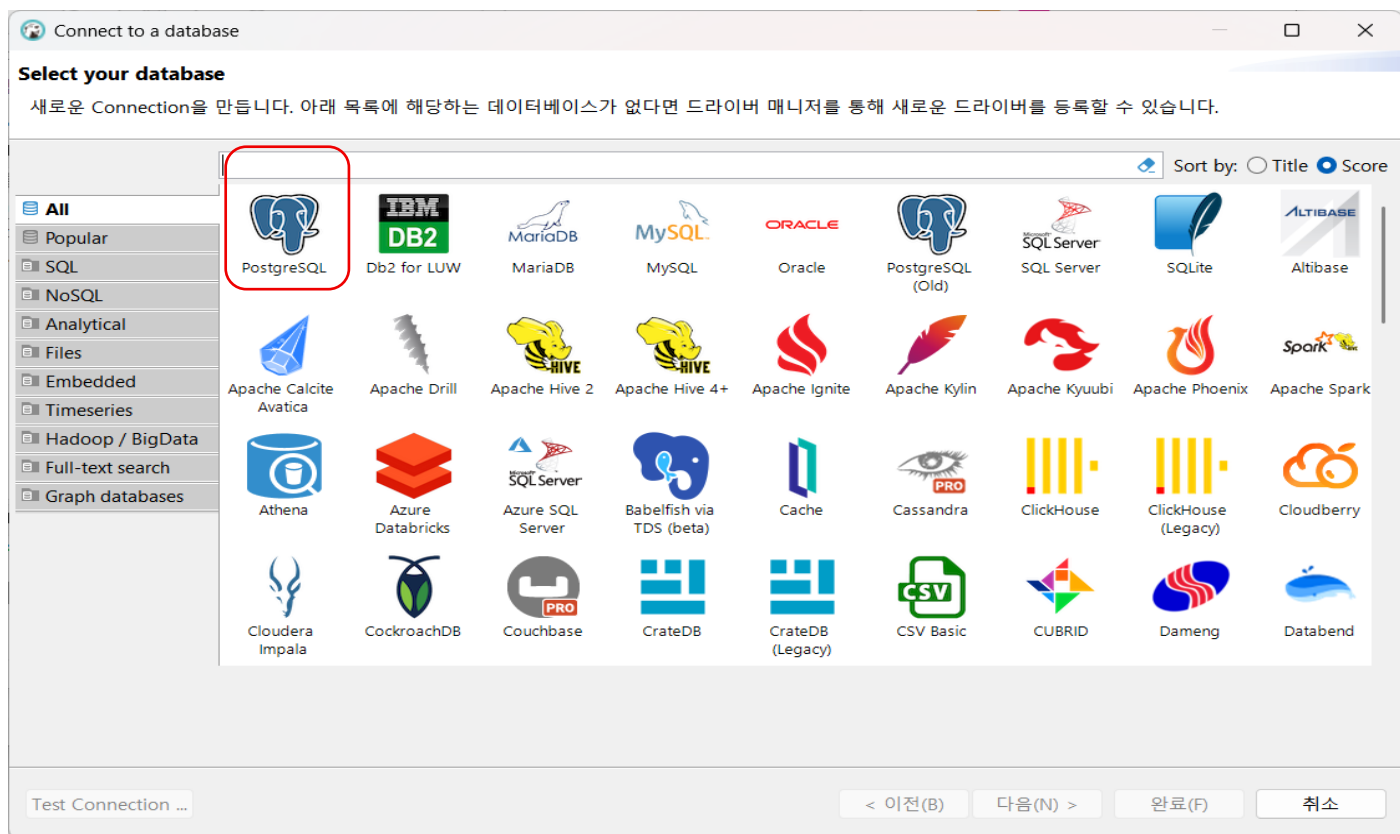 Connect to a database
Select your database
새로운 Connection을 만듭니다. 아래 목록에 해당하는 데이터베이스가 없다면 드라이버 매니저를 통해 새로운 드라이버를 등록할 수 있습니다.
Sort by: Title Score
All
Popular
SQL
NoSQL
Analytical
Files
Embedded
Timeseries
Hadoop / BigData
Full-text search
Graph databases
IBM
DB2
MariaDB
MySQL
ORACLE
Microsoft
SQL Server
ALTIBASE
PostgreSQL Db2 for LUW MariaDB MySQL Oracle PostgreSQL SQL Server SQLite Altibase
(Old)
HIVE HIVE Spark
Apache Calcite Apache Drill Apache Hive 2 Apache Hive 4+ Apache Ignite Apache Kylin Apache Kyuubi Apache Phoenix Apache Spark
Avatica
Microsoft
SQL Server
PRO
Athena Azure Azure SQL Babelfish via Cache Cassandra ClickHouse ClickHouse Cloudberry
Databricks Server TDS (beta) (Legacy)
PRO
CSV
Cloudera CockroachDB Couchbase CrateDB CrateDB CSV Basic CUBRID Dameng Databend
Impala (Legacy)
Test Connection ... < 이전(B) 다음(N) > 완료(F) 취소